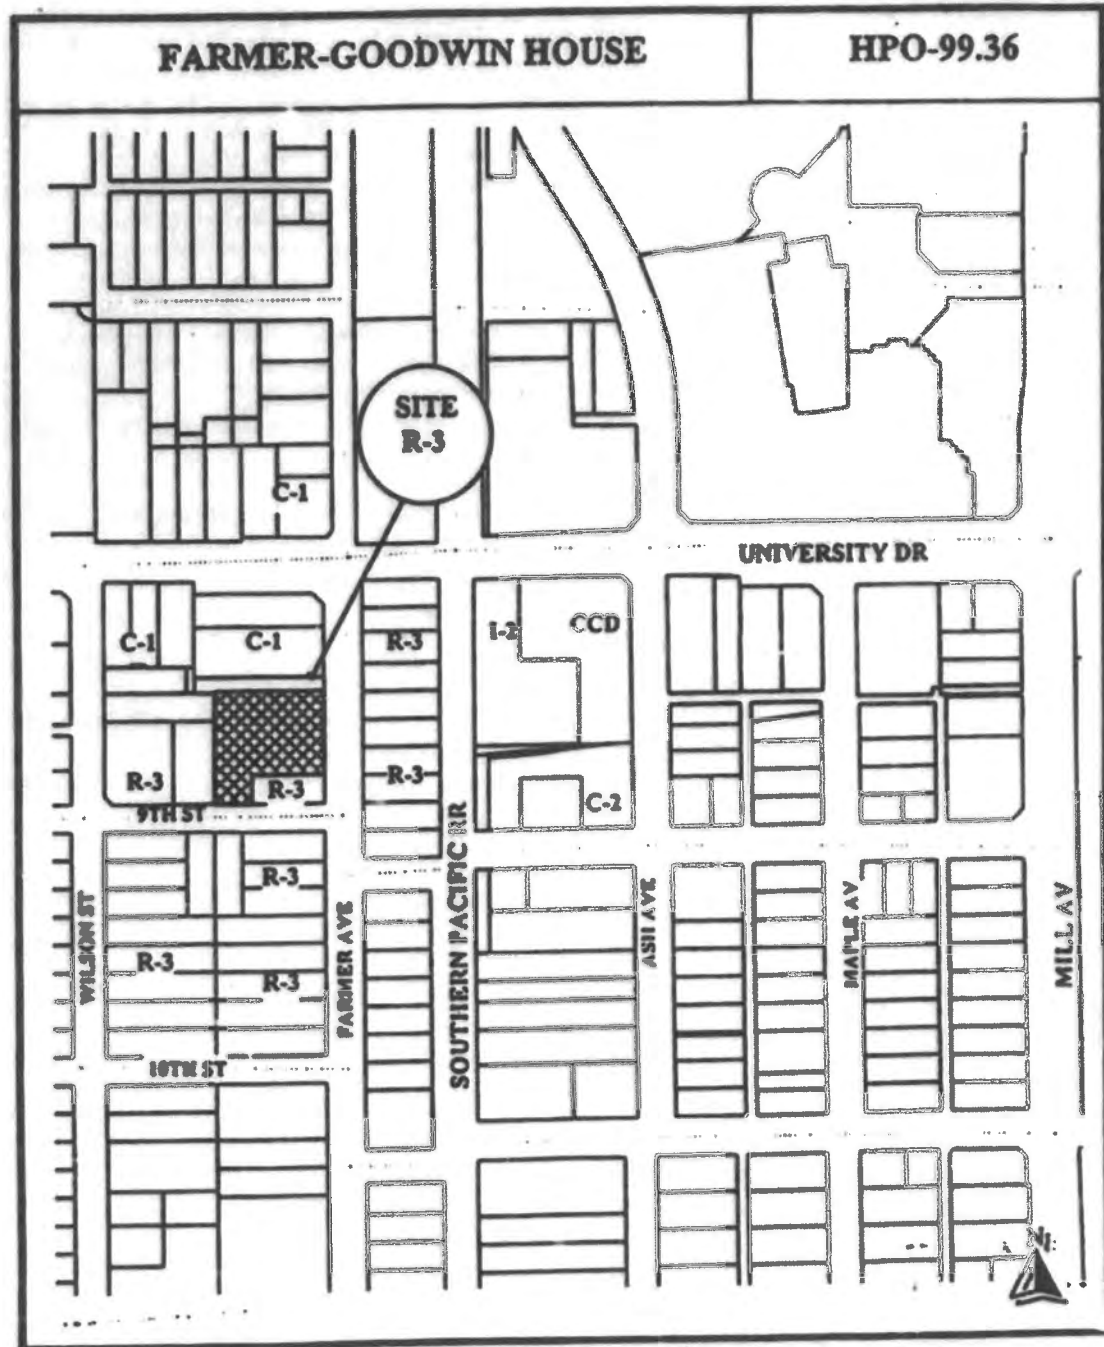 FARMER-GOODWIN HOUSE
HPO-99.36
SITE
R-3
C-1
UNIVERSITY DR
C-1
C-1
R-3
I-2
CCD
R-3
R-3
R-3
C-2
9TH ST
R-3
R-3
R-3
WILSON ST
FARMER AVE
SOUTHERN PACIFIC RR
ASH AVE
MAPLE AV
MILL AV
10TH ST